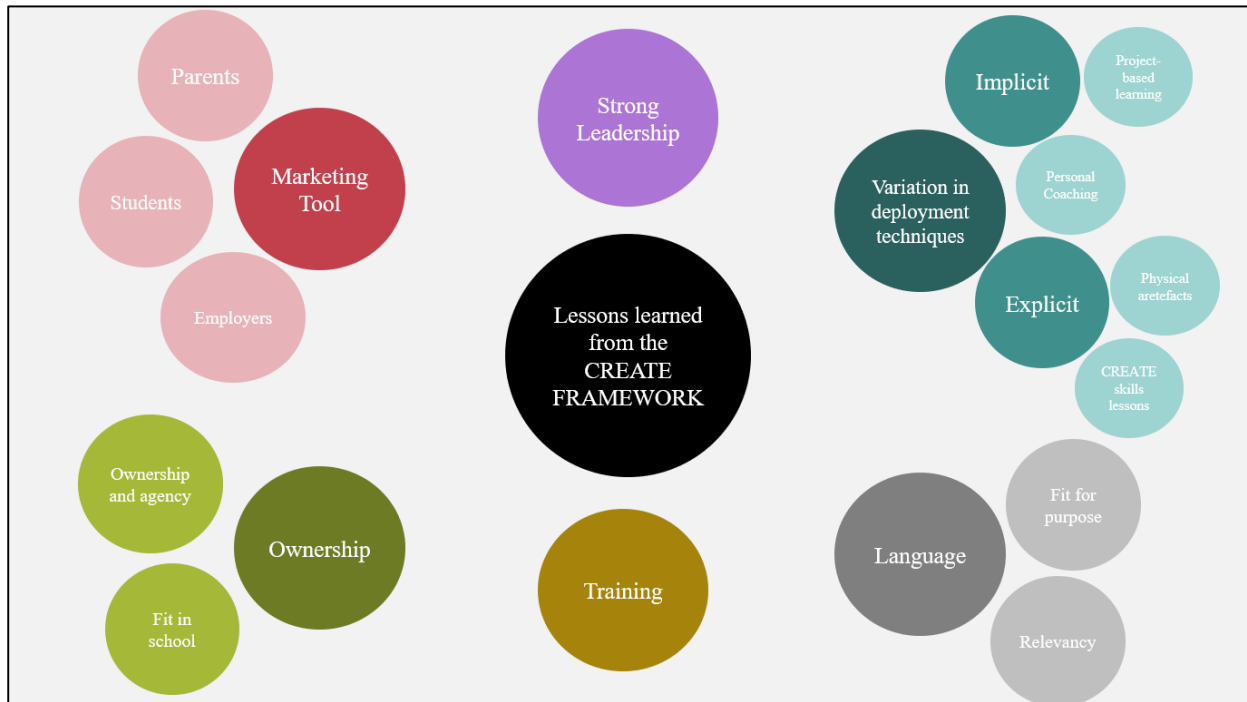 Parents
Students
Marketing
Tool
Employers
Strong
Leadership
Implicit
Project-
based
learning
Variation in
deployment
techniques
Personal
Coaching
Explicit
Physical
aretefacts
CREATE
skills
lessons
Lessons learned
from the
CREATE
FRAMEWORK
Ownership
and agency
Ownership
Fit in
school
Training
Language
Fit for
purpose
Relevancy